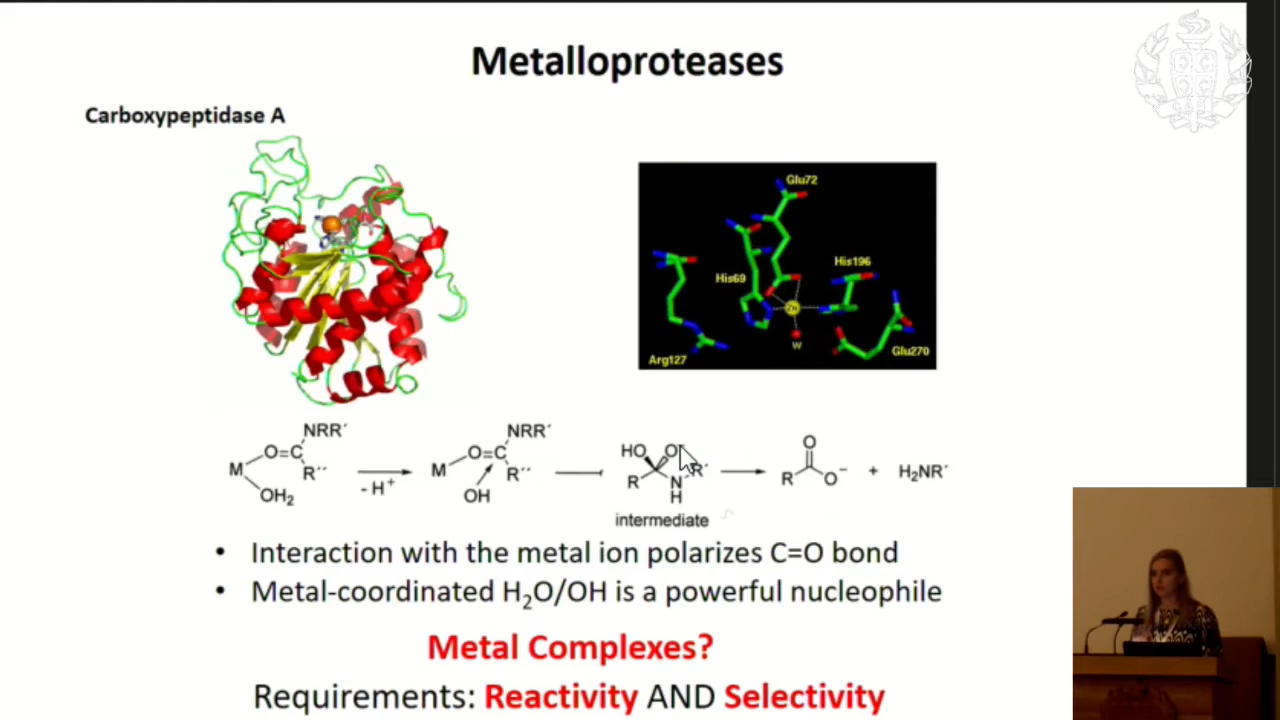 Metalloproteases
Carboxypeptidase A
Glu72
His69
His196
Zn
W
Arg127
Glu270
NRR´
O=C
M
R´´
OH₂
- H⁺
NRR´
O=C
M
R´´
OH
HO
R
N
H
R´
intermediate
O
R
O⁻
+ H₂NR´
• Interaction with the metal ion polarizes C=O bond
• Metal-coordinated H₂O/OH is a powerful nucleophile
Metal Complexes?
Requirements: Reactivity AND Selectivity